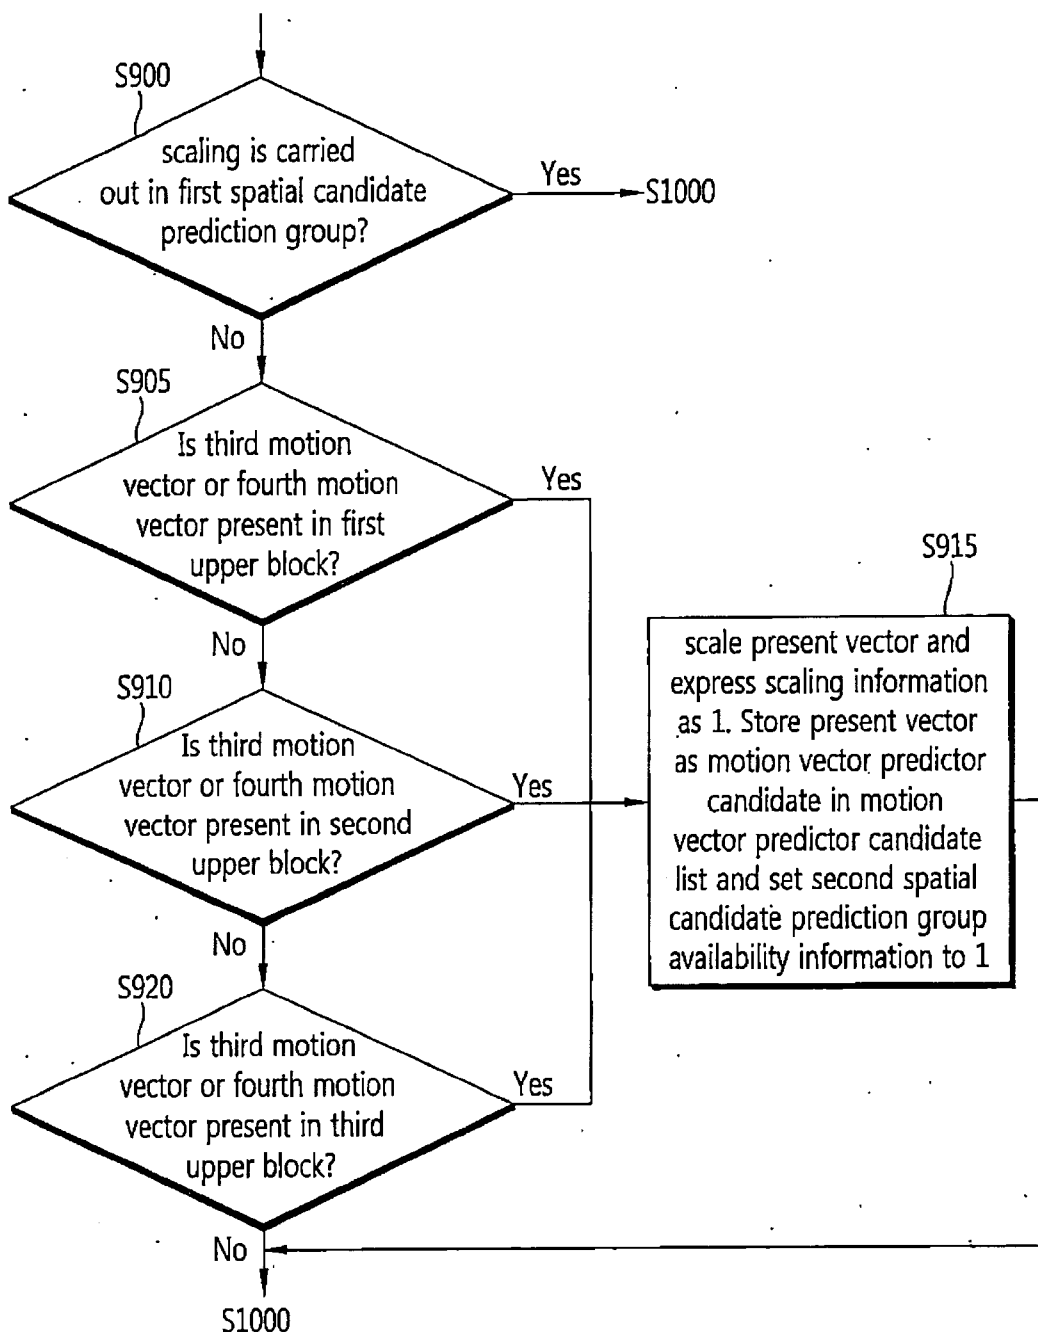 S900
scaling is carried
out in first spatial candidate
prediction group?
Yes
S1000
No
S905
Is third motion
vector or fourth motion
vector present in first
upper block?
Yes
No
S910
Is third motion
vector or fourth motion
vector present in second
upper block?
Yes
S915
scale present vector and
express scaling information
as 1. Store present vector
as motion vector predictor
candidate in motion
vector predictor candidate
list and set second spatial
candidate prediction group
availability information to 1
No
S920
Is third motion
vector or fourth motion
vector present in third
upper block?
Yes
No
S1000